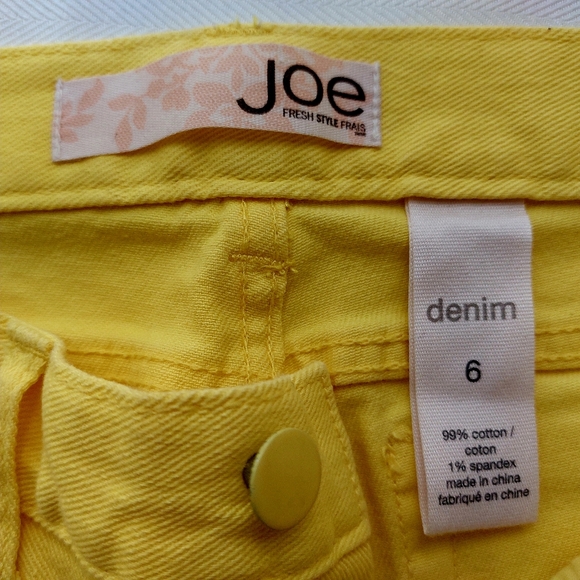 Joe
FRESH STYLE FRAIS
denim
6
99% cotton /
coton
1% spandex
made in china
fabriqué en chine